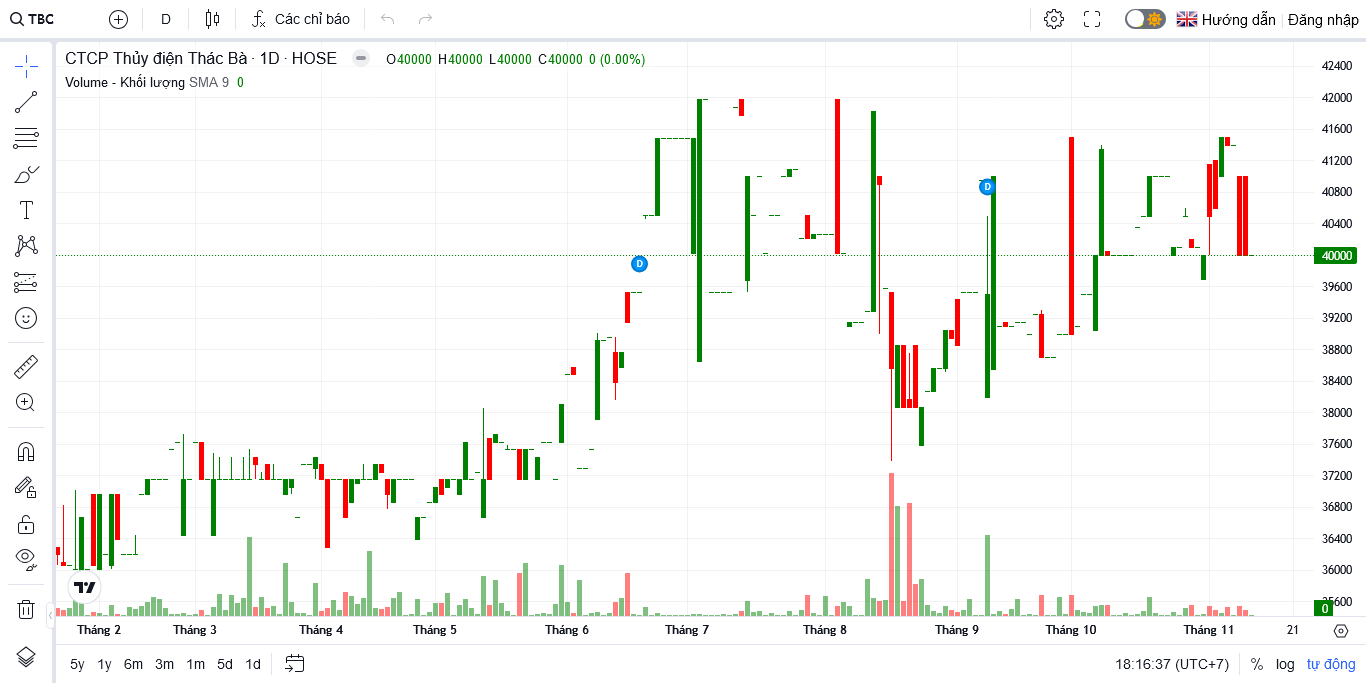 TBC D Các chỉ báo Hướng dẫn Đăng nhập
CTCP Thủy điện Thác Bà · 1D · HOSE O40000 H40000 L40000 C40000 0 (0.00%)
Volume - Khối lượng SMA 9 0
42400
42000
41600
41200
40800
40400
40000
39600
39200
38800
38400
38000
37600
37200
36800
36400
36000
35600
0
D
D
Tháng 2 Tháng 3 Tháng 4 Tháng 5 Tháng 6 Tháng 7 Tháng 8 Tháng 9 Tháng 10 Tháng 11 21
5y 1y 6m 3m 1m 5d 1d 18:16:37 (UTC+7) % log tự động